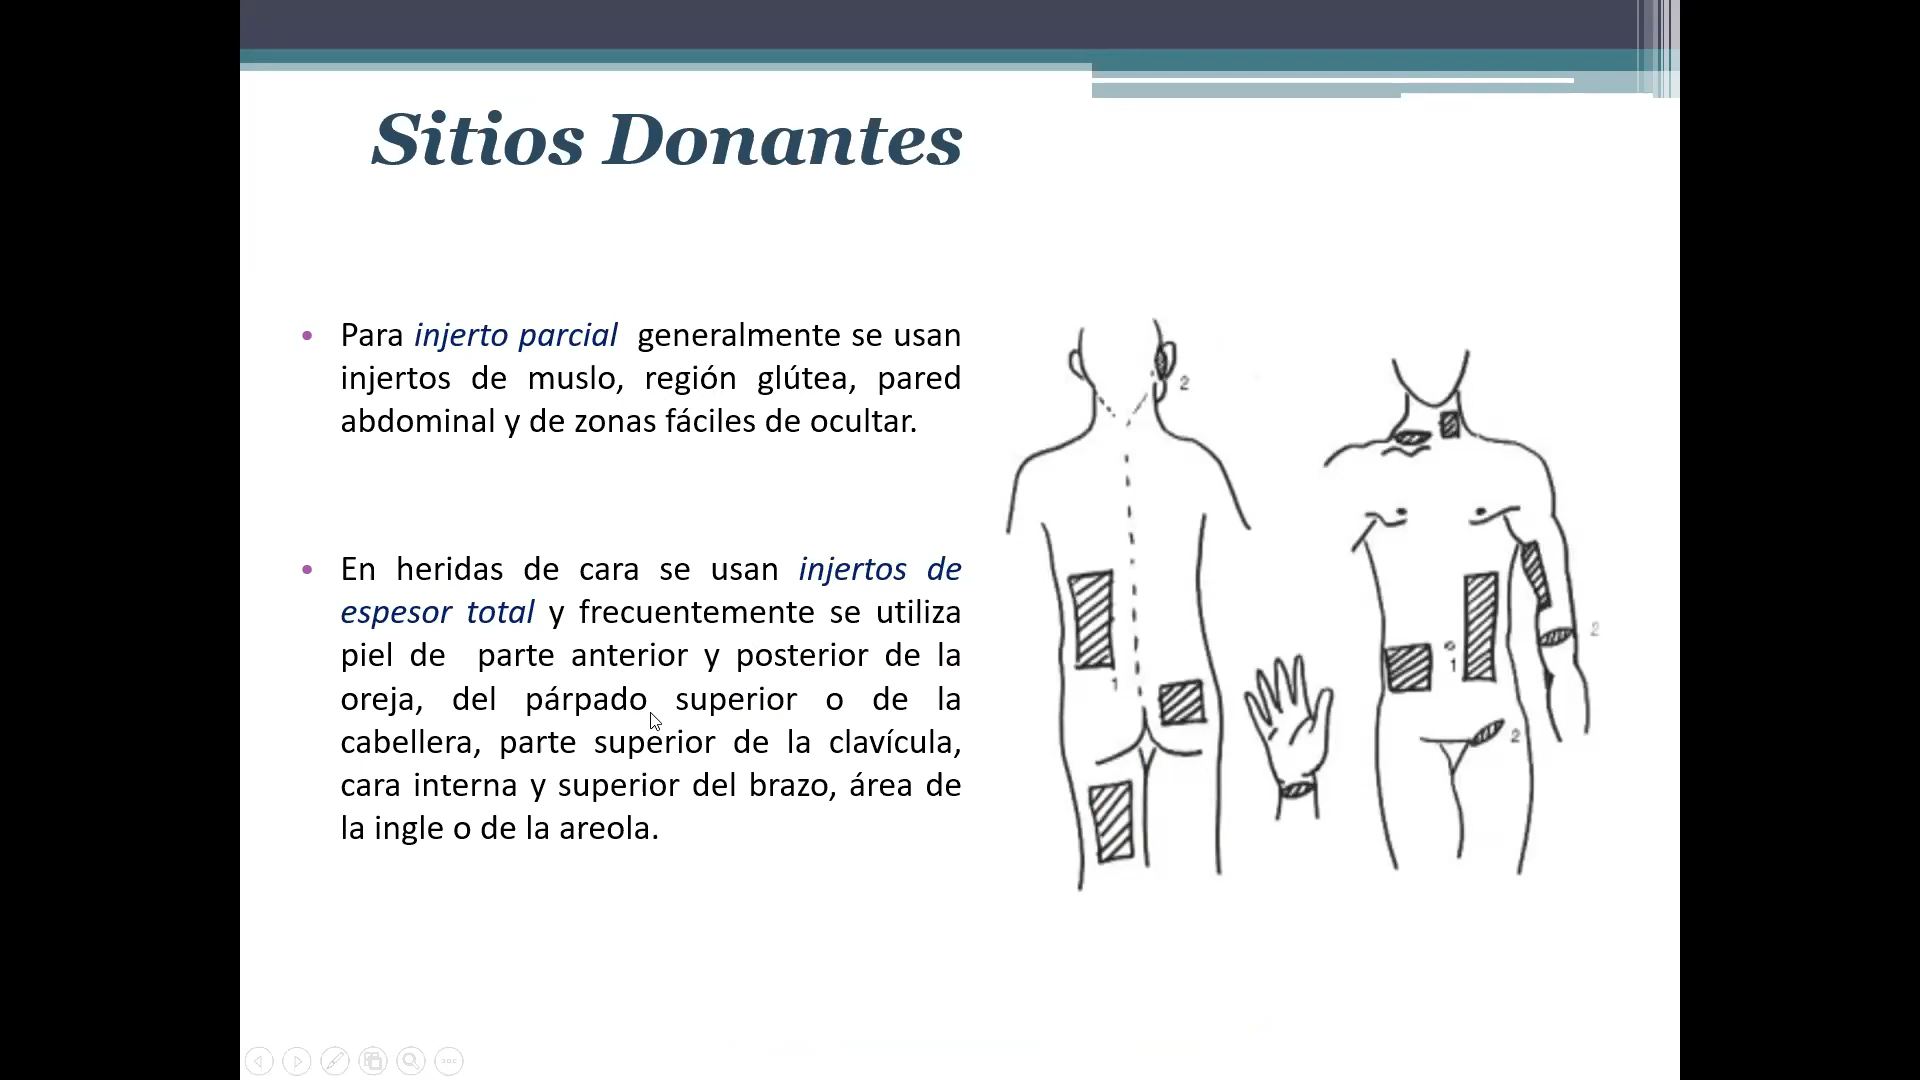 Sitios Donantes
• Para injerto parcial generalmente se usan
injertos de muslo, región glútea, pared
abdominal y de zonas fáciles de ocultar.
• En heridas de cara se usan injertos de
espesor total y frecuentemente se utiliza
piel de parte anterior y posterior de la
oreja, del párpado superior o de la
cabellera, parte superior de la clavícula,
cara interna y superior del brazo, área de
la ingle o de la areola.
2
1
2
1
2